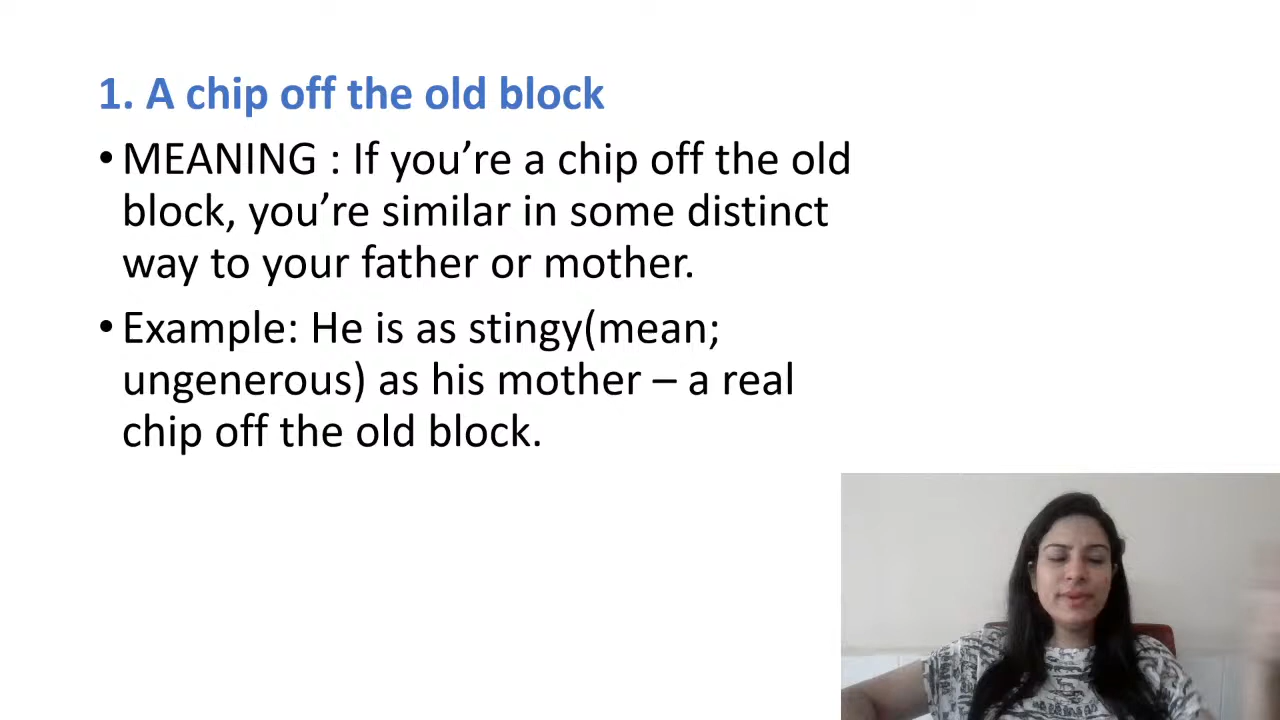 1. A chip off the old block
• MEANING : If you’re a chip off the old
block, you’re similar in some distinct
way to your father or mother.
• Example: He is as stingy(mean;
ungenerous) as his mother – a real
chip off the old block.